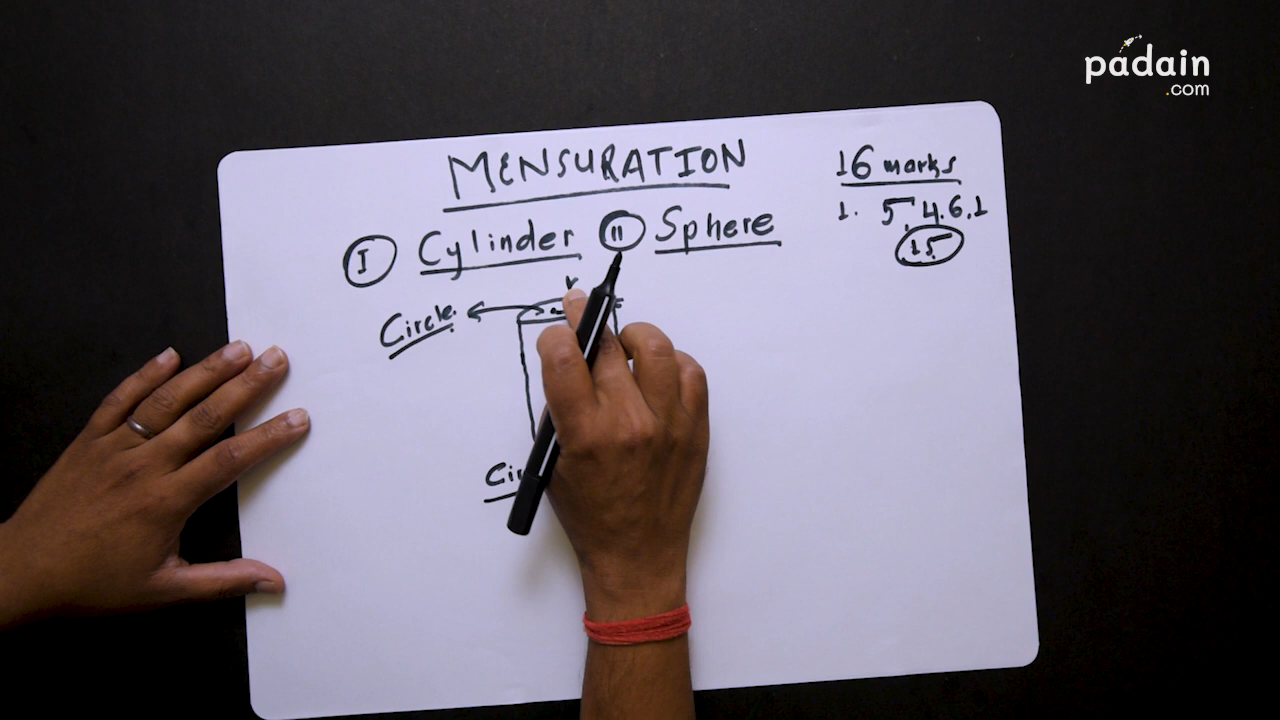 padain
.com
MENSURATION
16 marks
1. 5, 4, 6, 1
15
I Cylinder II Sphere
r
Circle.